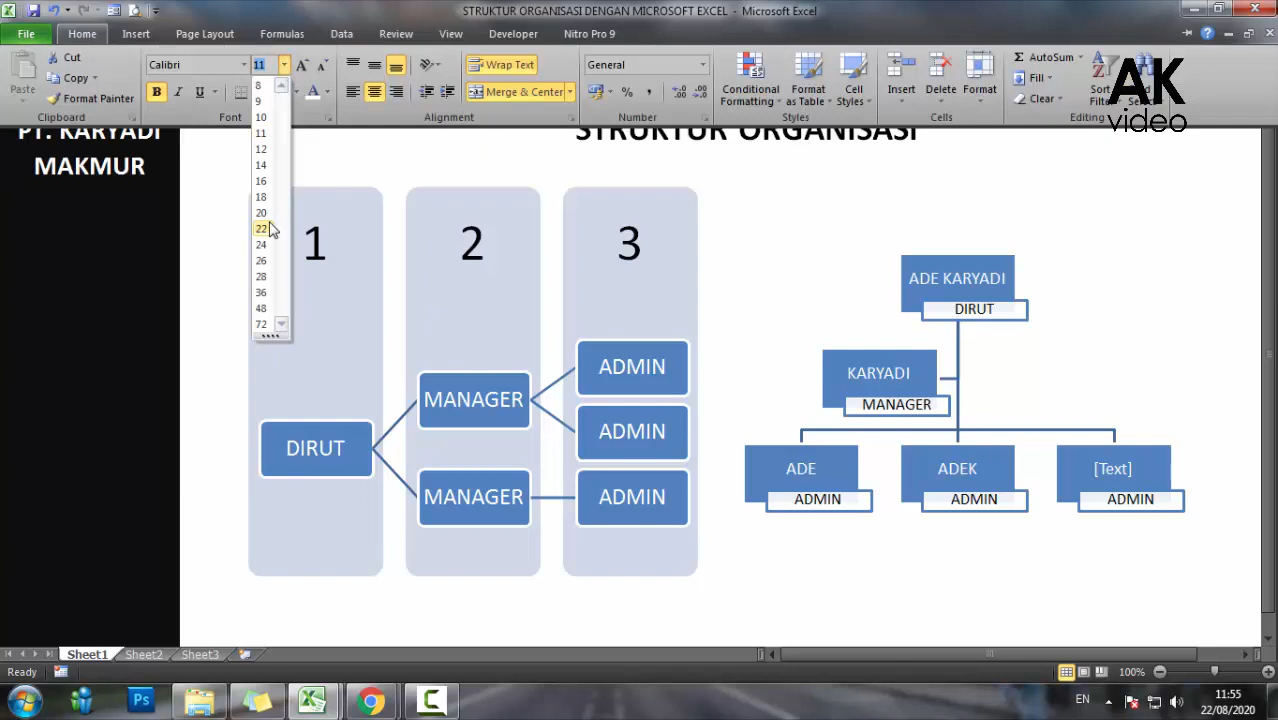 STRUKTUR ORGANISASI DENGAN MICROSOFT EXCEL - Microsoft Excel
File Home Insert Page Layout Formulas Data Review View Developer Nitro Pro 9
Paste
Cut
Copy
Format Painter
Clipboard
Calibri 11
B I U A
Font
Wrap Text
Merge & Center
Alignment
General
% ,
Number
Conditional Formatting
Format as Table
Cell Styles
Styles
Insert Delete Format
Cells
Σ AutoSum
Fill
Clear
Sort
Editing
AK
video
8
9
10
11
12
14
16
18
20
22
24
26
28
36
48
72
PT. KARYADI
MAKMUR
STRUKTUR ORGANISASI
1 2 3
DIRUT
MANAGER
MANAGER
ADMIN
ADMIN
ADMIN
ADE KARYADI
DIRUT
KARYADI
MANAGER
ADE
ADMIN
ADEK
ADMIN
[Text]
ADMIN
Sheet1 Sheet2 Sheet3
Ready
100%
Ps
EN
11:55
22/08/2020